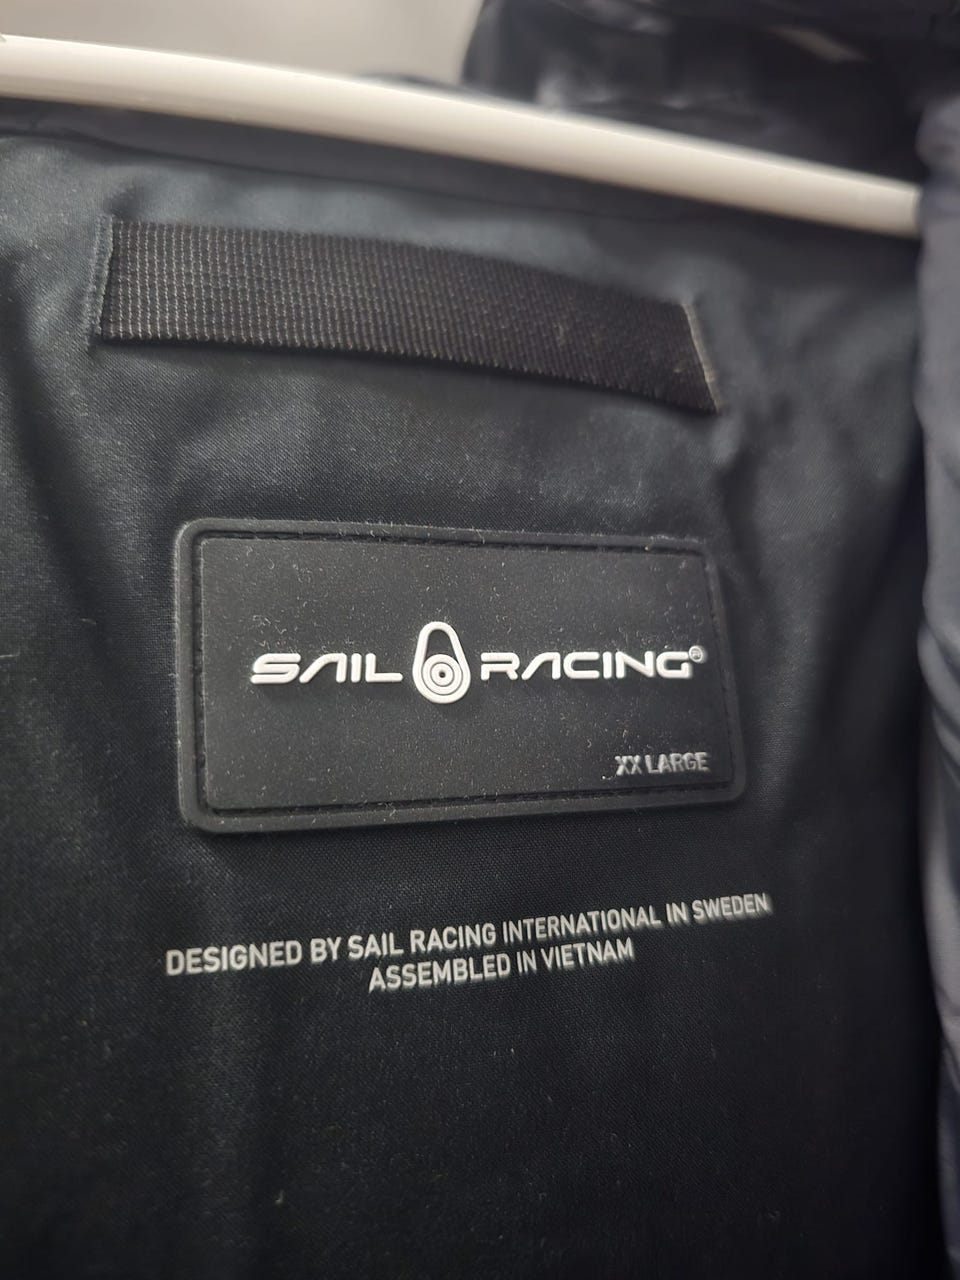 SAIL RACING®
XX LARGE
DESIGNED BY SAIL RACING INTERNATIONAL IN SWEDEN
ASSEMBLED IN VIETNAM